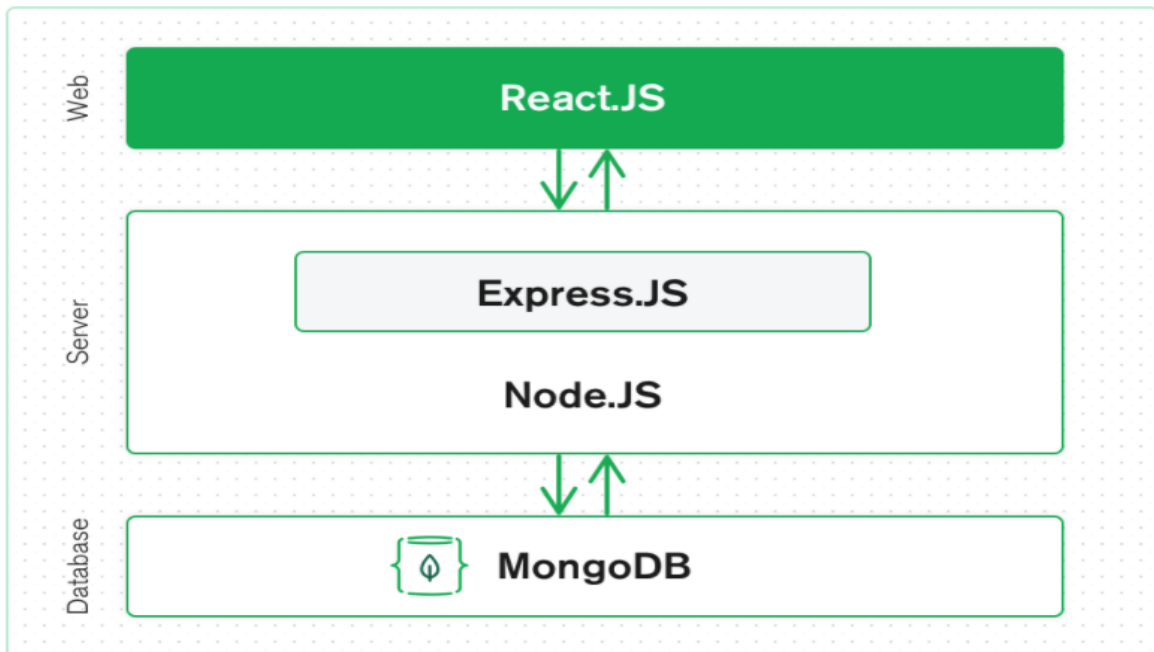 Web
React.JS
Server
Express.JS
Node.JS
Database
MongoDB